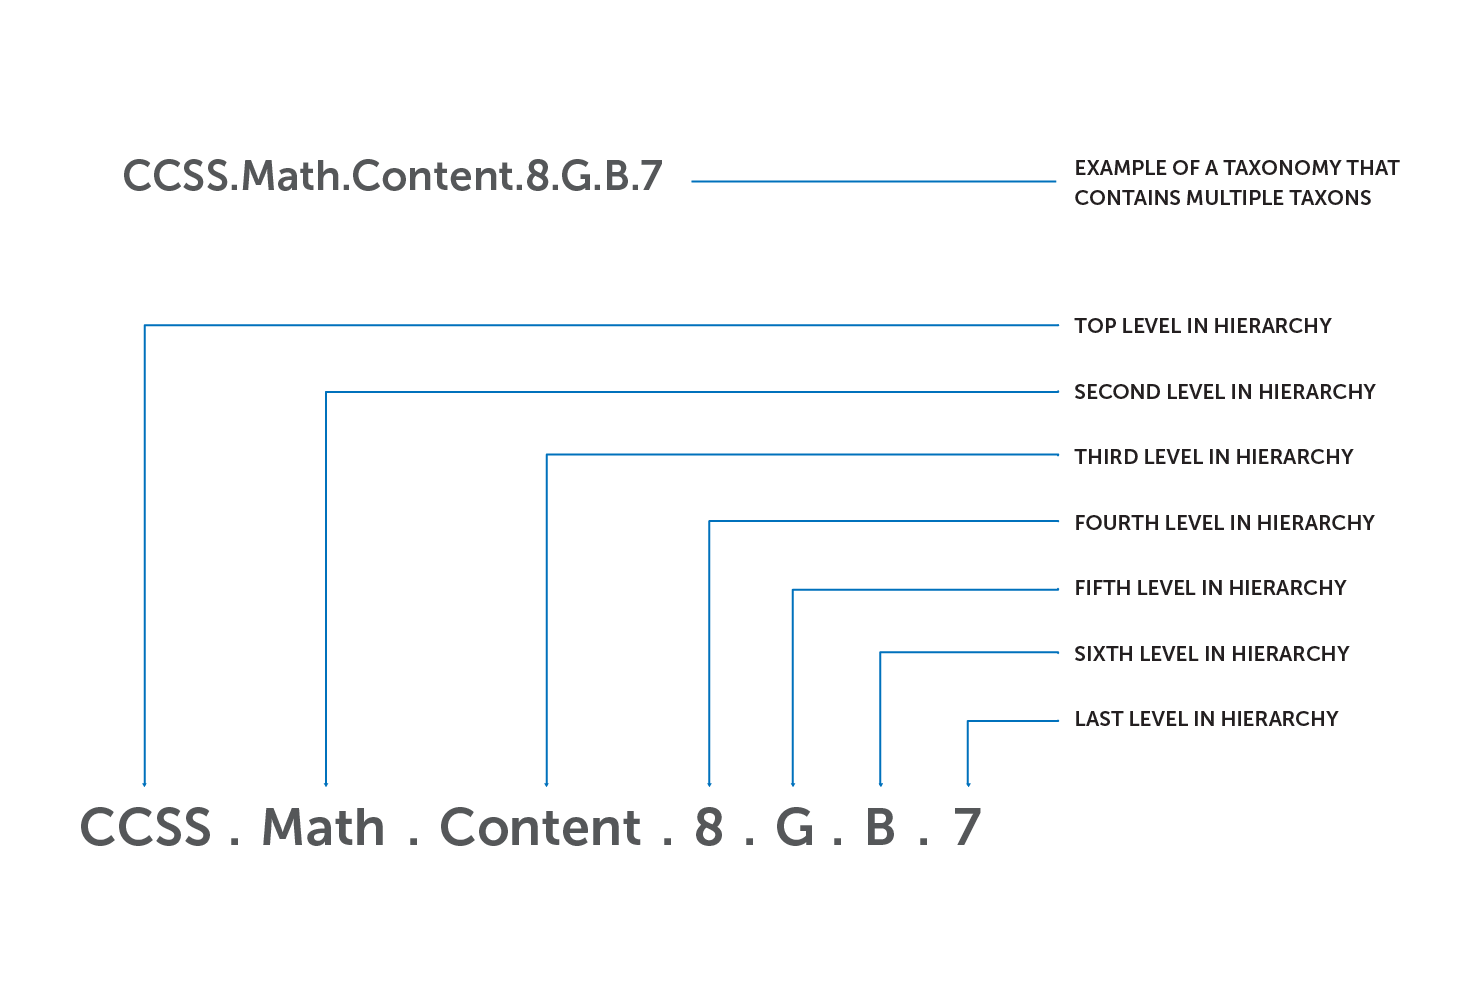 CCSS.Math.Content.8.G.B.7
EXAMPLE OF A TAXONOMY THAT
CONTAINS MULTIPLE TAXONS
TOP LEVEL IN HIERARCHY
SECOND LEVEL IN HIERARCHY
THIRD LEVEL IN HIERARCHY
FOURTH LEVEL IN HIERARCHY
FIFTH LEVEL IN HIERARCHY
SIXTH LEVEL IN HIERARCHY
LAST LEVEL IN HIERARCHY
CCSS . Math . Content . 8 . G . B . 7